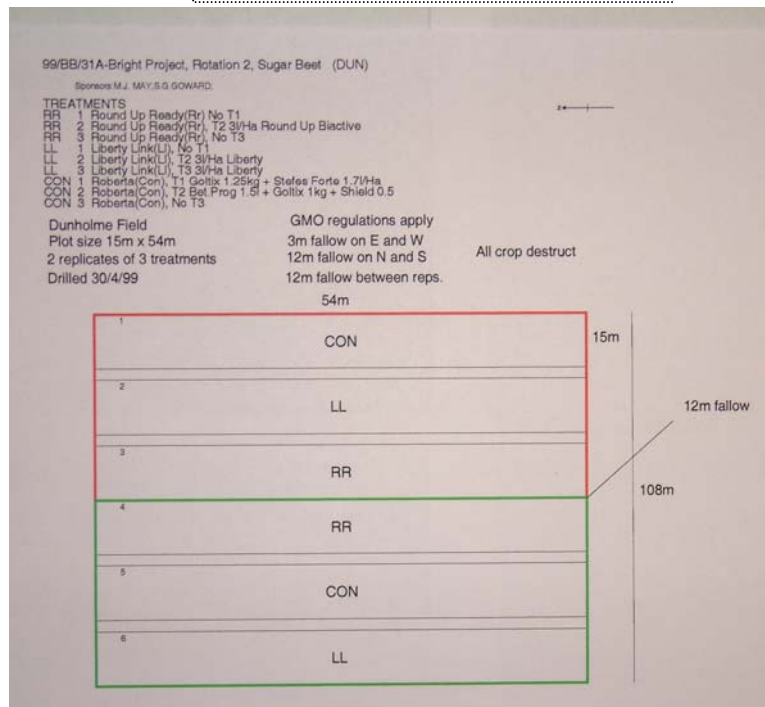 99/BB/31A-Bright Project, Rotation 2, Sugar Beet (DUN)
Sponsors:M.J. MAY,S.G.GOWARD;
TREATMENTS
RR 1 Round Up Ready(Rr) No T1
RR 2 Round Up Ready(Rr), T2 3l/Ha Round Up Biactive
RR 3 Round Up Ready(Rr), No T3
LL 1 Liberty Link(Ll), No T1
LL 2 Liberty Link(Ll), T2 3l/Ha Liberty
LL 3 Liberty Link(Ll), T3 3l/Ha Liberty
CON 1 Roberta(Con), T1 Goltix 1.25kg + Stefes Forte 1.7l/Ha
CON 2 Roberta(Con), T2 Bet.Prog 1.5l + Goltix 1kg + Shield 0.5
CON 3 Roberta(Con), No T3
z
Dunholme Field
Plot size 15m x 54m
2 replicates of 3 treatments
Drilled 30/4/99
GMO regulations apply
3m fallow on E and W
12m fallow on N and S
12m fallow between reps.
All crop destruct
54m
1
CON
15m
2
LL
12m fallow
3
RR
108m
4
RR
5
CON
6
LL